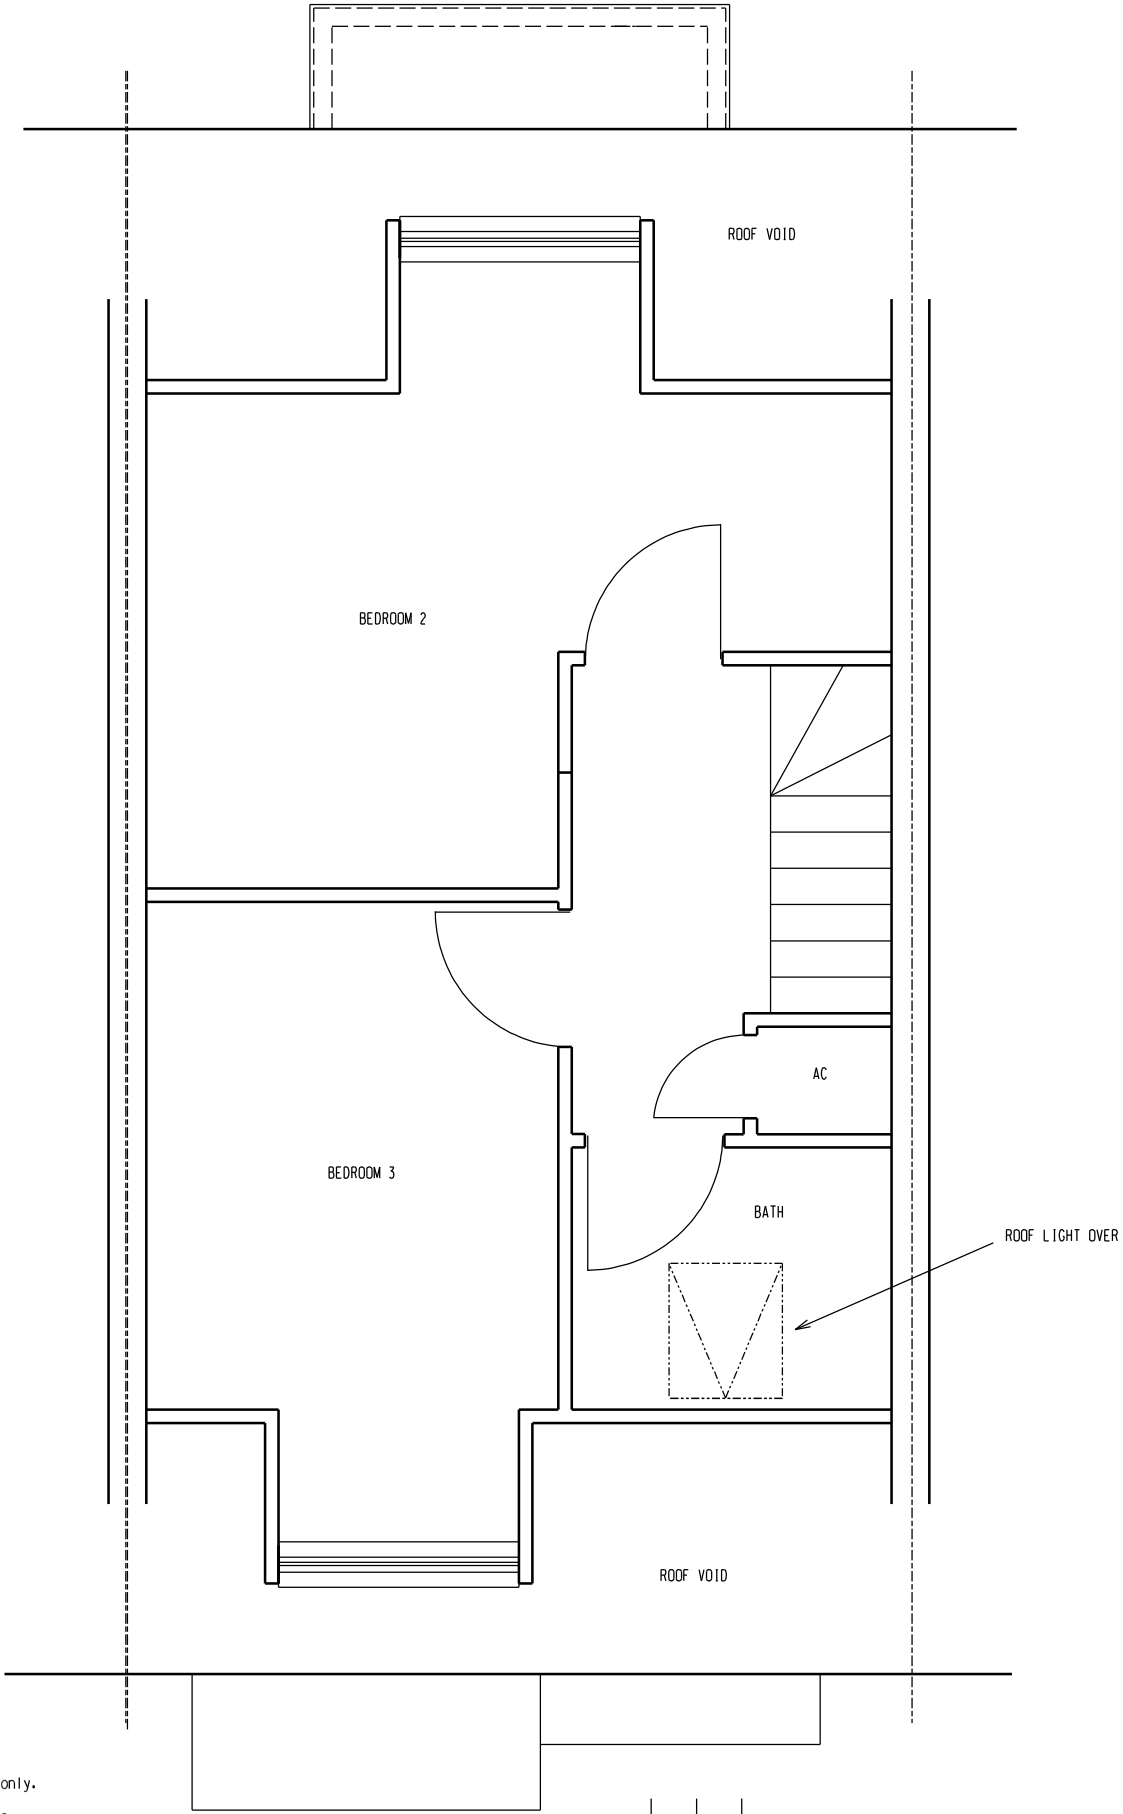 ROOF VOID
BEDROOM 2
AC
BEDROOM 3
BATH
ROOF LIGHT OVER
ROOF VOID
only.